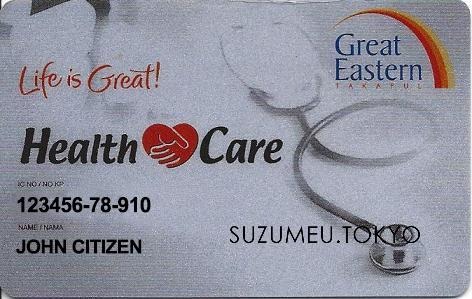 Life is Great!
Great
Eastern
TAKAFUL
Health Care
IC NO / NO KP
123456-78-910
NAME / NAMA
JOHN CITIZEN
SUZUMEU.TOKYO